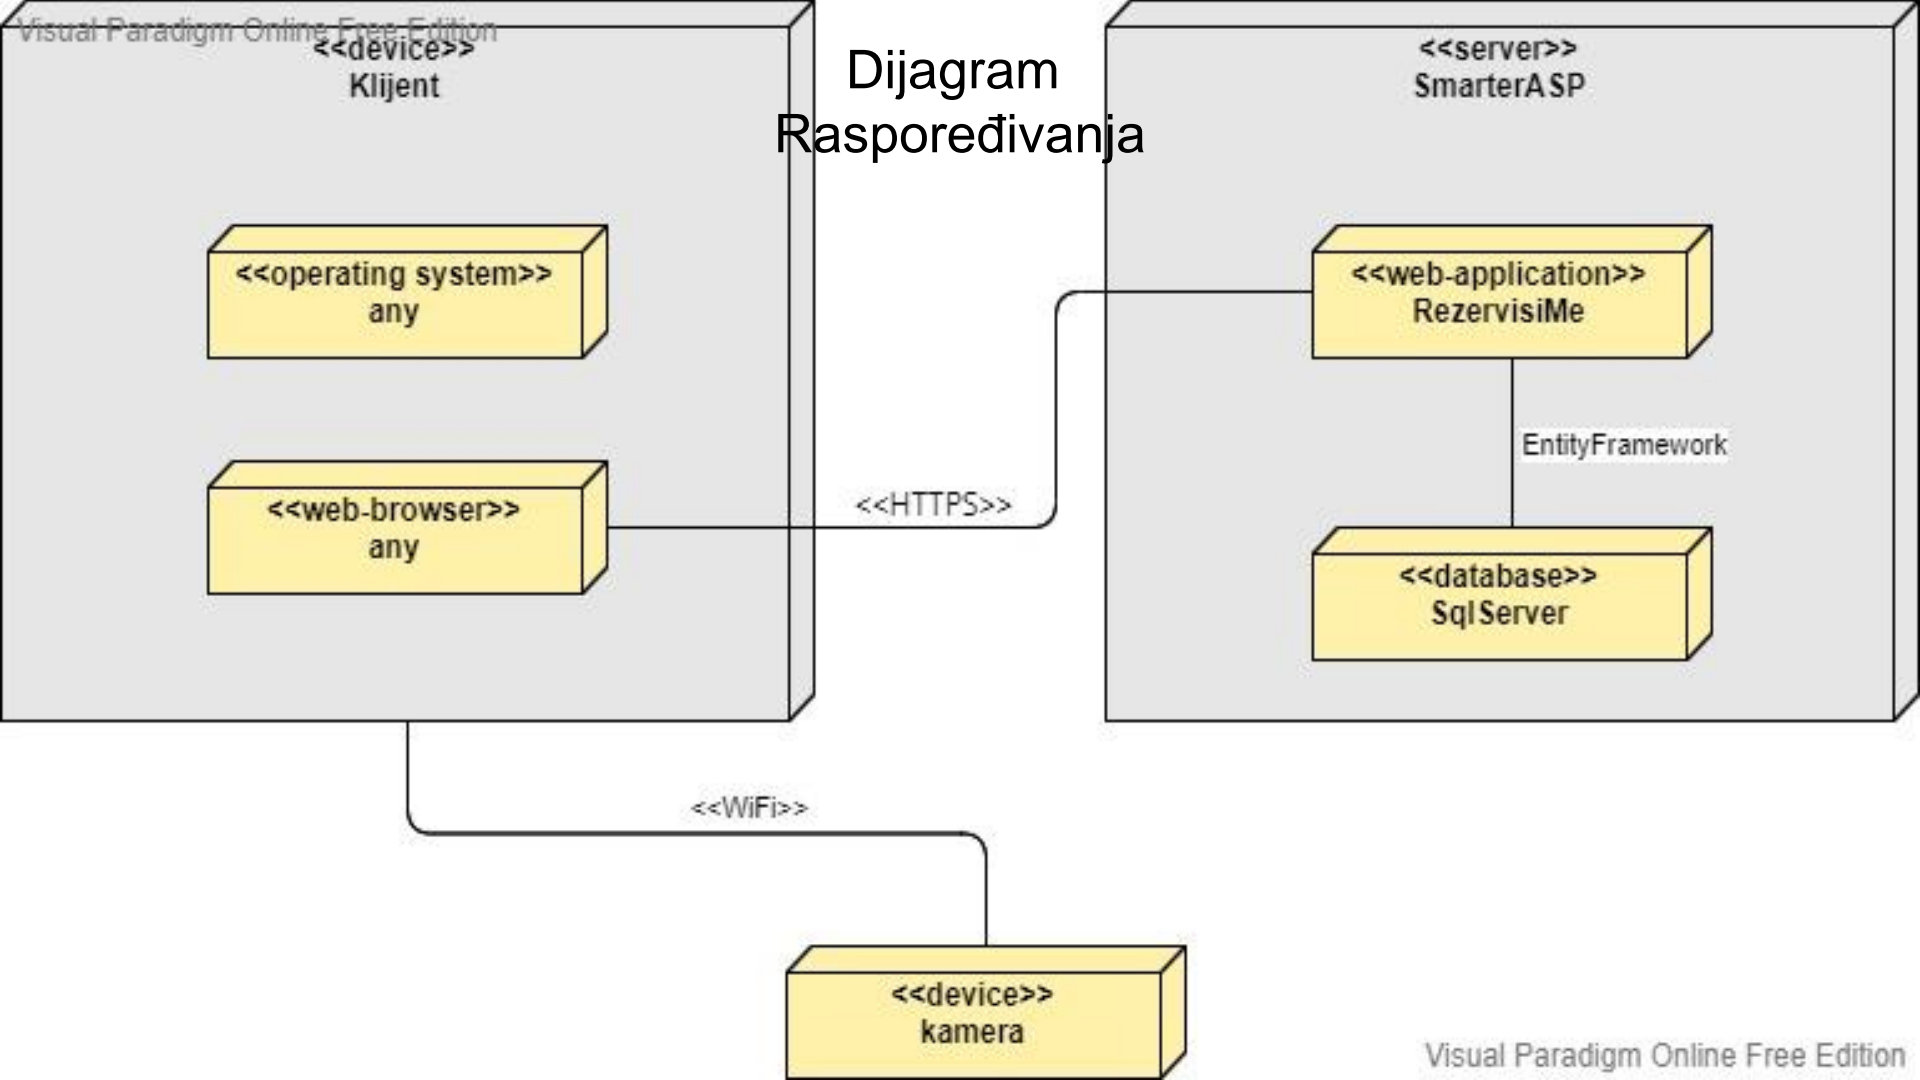 Visual Paradigm Online Free Edition
<<device>>
Klijent
Dijagram
Raspoređivanja
<<server>>
SmarterASP
<<operating system>>
any
<<web-application>>
RezervisiMe
EntityFramework
<<web-browser>>
any
<<HTTPS>>
<<database>>
SqlServer
<<WiFi>>
<<device>>
kamera
Visual Paradigm Online Free Edition